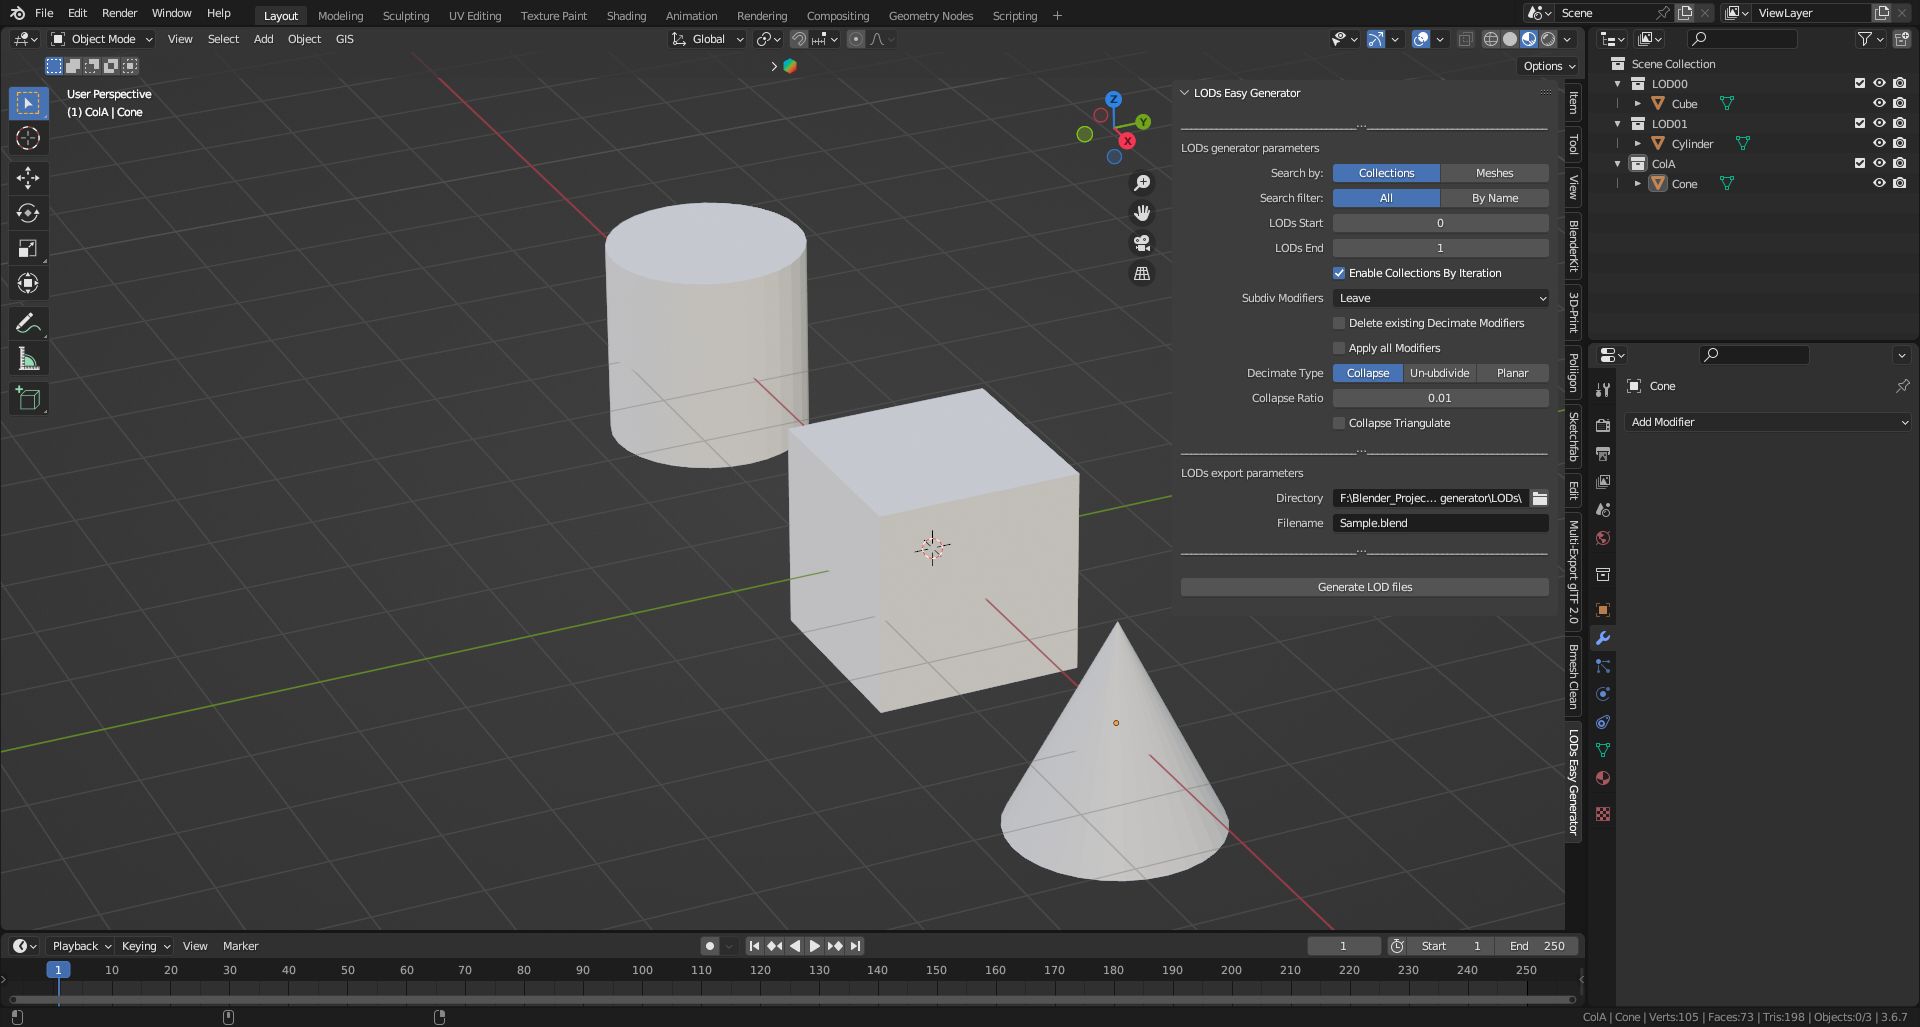 File Edit Render Window Help Layout Modeling Sculpting UV Editing Texture Paint Shading Animation Rendering Compositing Geometry Nodes Scripting + Scene ViewLayer
Object Mode View Select Add Object GIS Global
Options
User Perspective
(1) ColA | Cone
Z
Y
X
LODs Easy Generator
LODs generator parameters
Search by: Collections Meshes
Search filter: All By Name
LODs Start 0
LODs End 1
Enable Collections By Iteration
Subdiv Modifiers Leave
Delete existing Decimate Modifiers
Apply all Modifiers
Decimate Type Collapse Un-ubdivide Planar
Collapse Ratio 0.01
Collapse Triangulate
LODs export parameters
Directory F:\Blender_Projec... generator\LODs\
Filename Sample.blend
Generate LOD files
Item
Tool
View
BlenderKit
3D-Print
Poliigon
Sketchfab
Edit
Multi-Export glTF 2.0
Bmesh Clean
LODs Easy Generator
Scene Collection
LOD00
Cube
LOD01
Cylinder
ColA
Cone
Cone
Add Modifier
Playback Keying View Marker 1 Start 1 End 250
1 10 20 30 40 50 60 70 80 90 100 110 120 130 140 150 160 170 180 190 200 210 220 230 240 250
ColA | Cone | Verts:105 | Faces:73 | Tris:198 | Objects:0/3 | 3.6.7